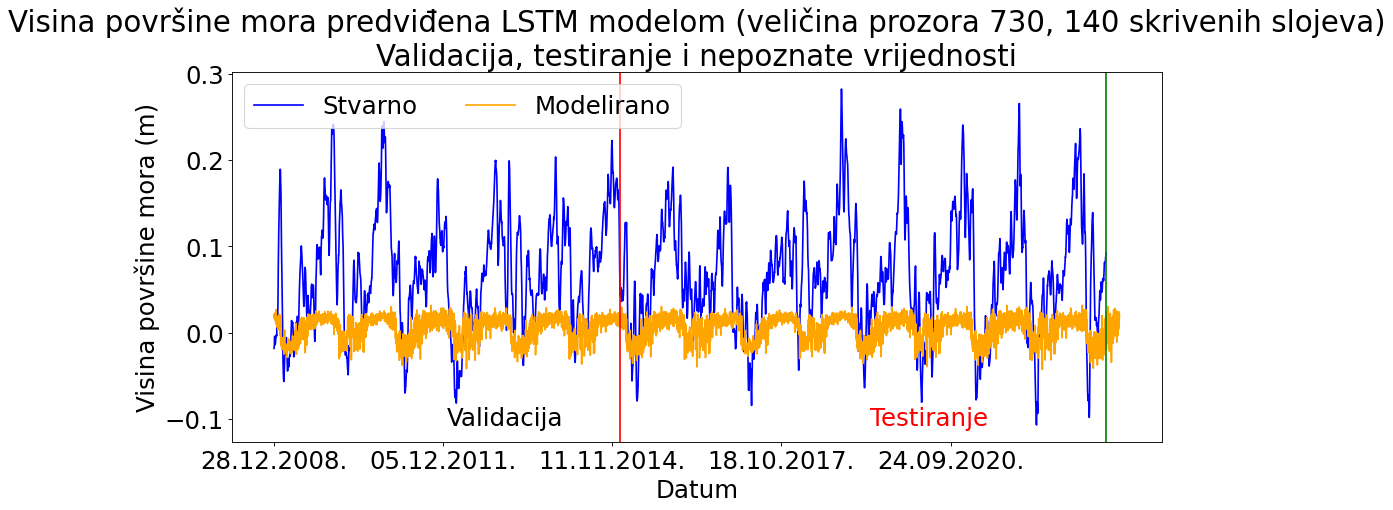 Visina površine mora predviđena LSTM modelom (veličina prozora 730, 140 skrivenih slojeva)
Validacija, testiranje i nepoznate vrijednosti
Visina površine mora (m)
0.3
0.2
0.1
0.0
−0.1
Stvarno Modelirano
Validacija Testiranje
28.12.2008. 05.12.2011. 11.11.2014. 18.10.2017. 24.09.2020.
Datum